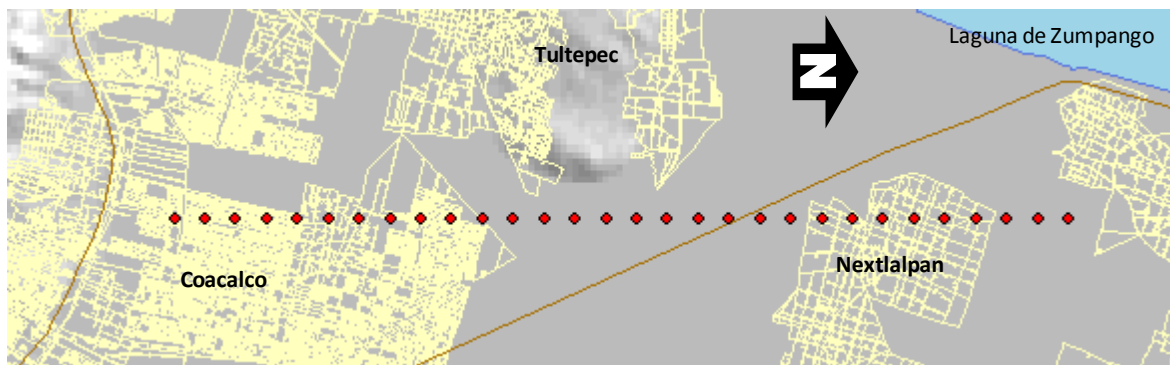 Laguna de Zumpango
Tultepec
N
Coacalco
Nextlalpan